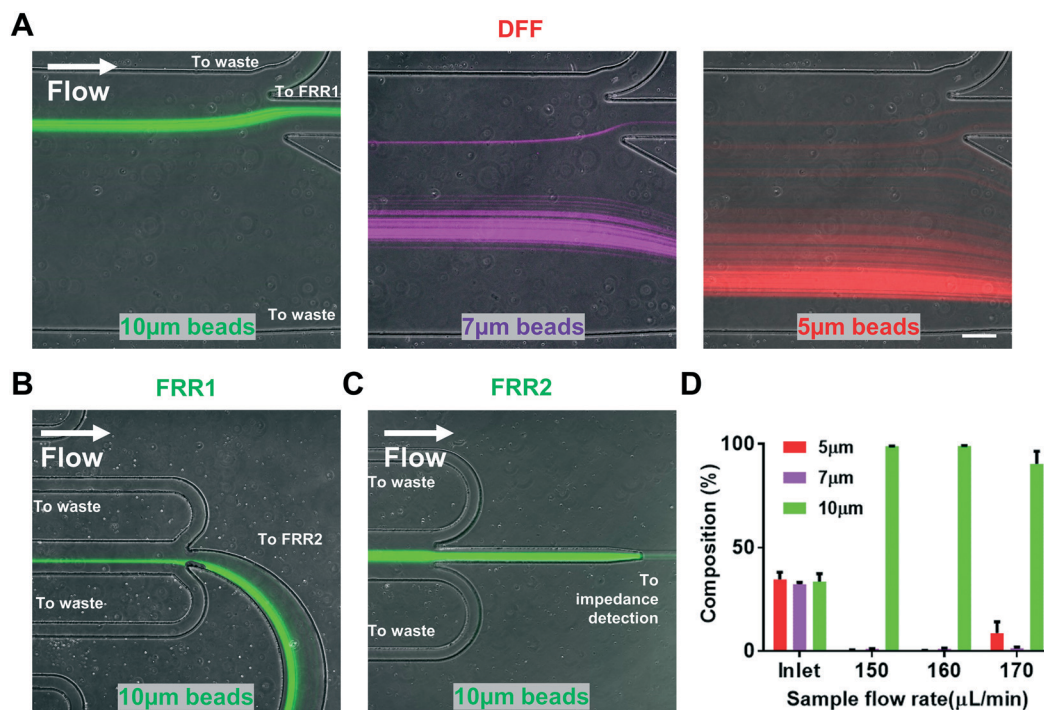 A
DFF
To waste
Flow
To FRR1
To waste
10μm beads
7μm beads
5μm beads
B
FRR1
Flow
To waste
To FRR2
To waste
10μm beads
C
FRR2
Flow
To waste
To waste
To
impedance
detection
10μm beads
D
5μm
7μm
10μm
Composition (%)
100
50
0
Inlet
150
160
170
Sample flow rate(μL/min)